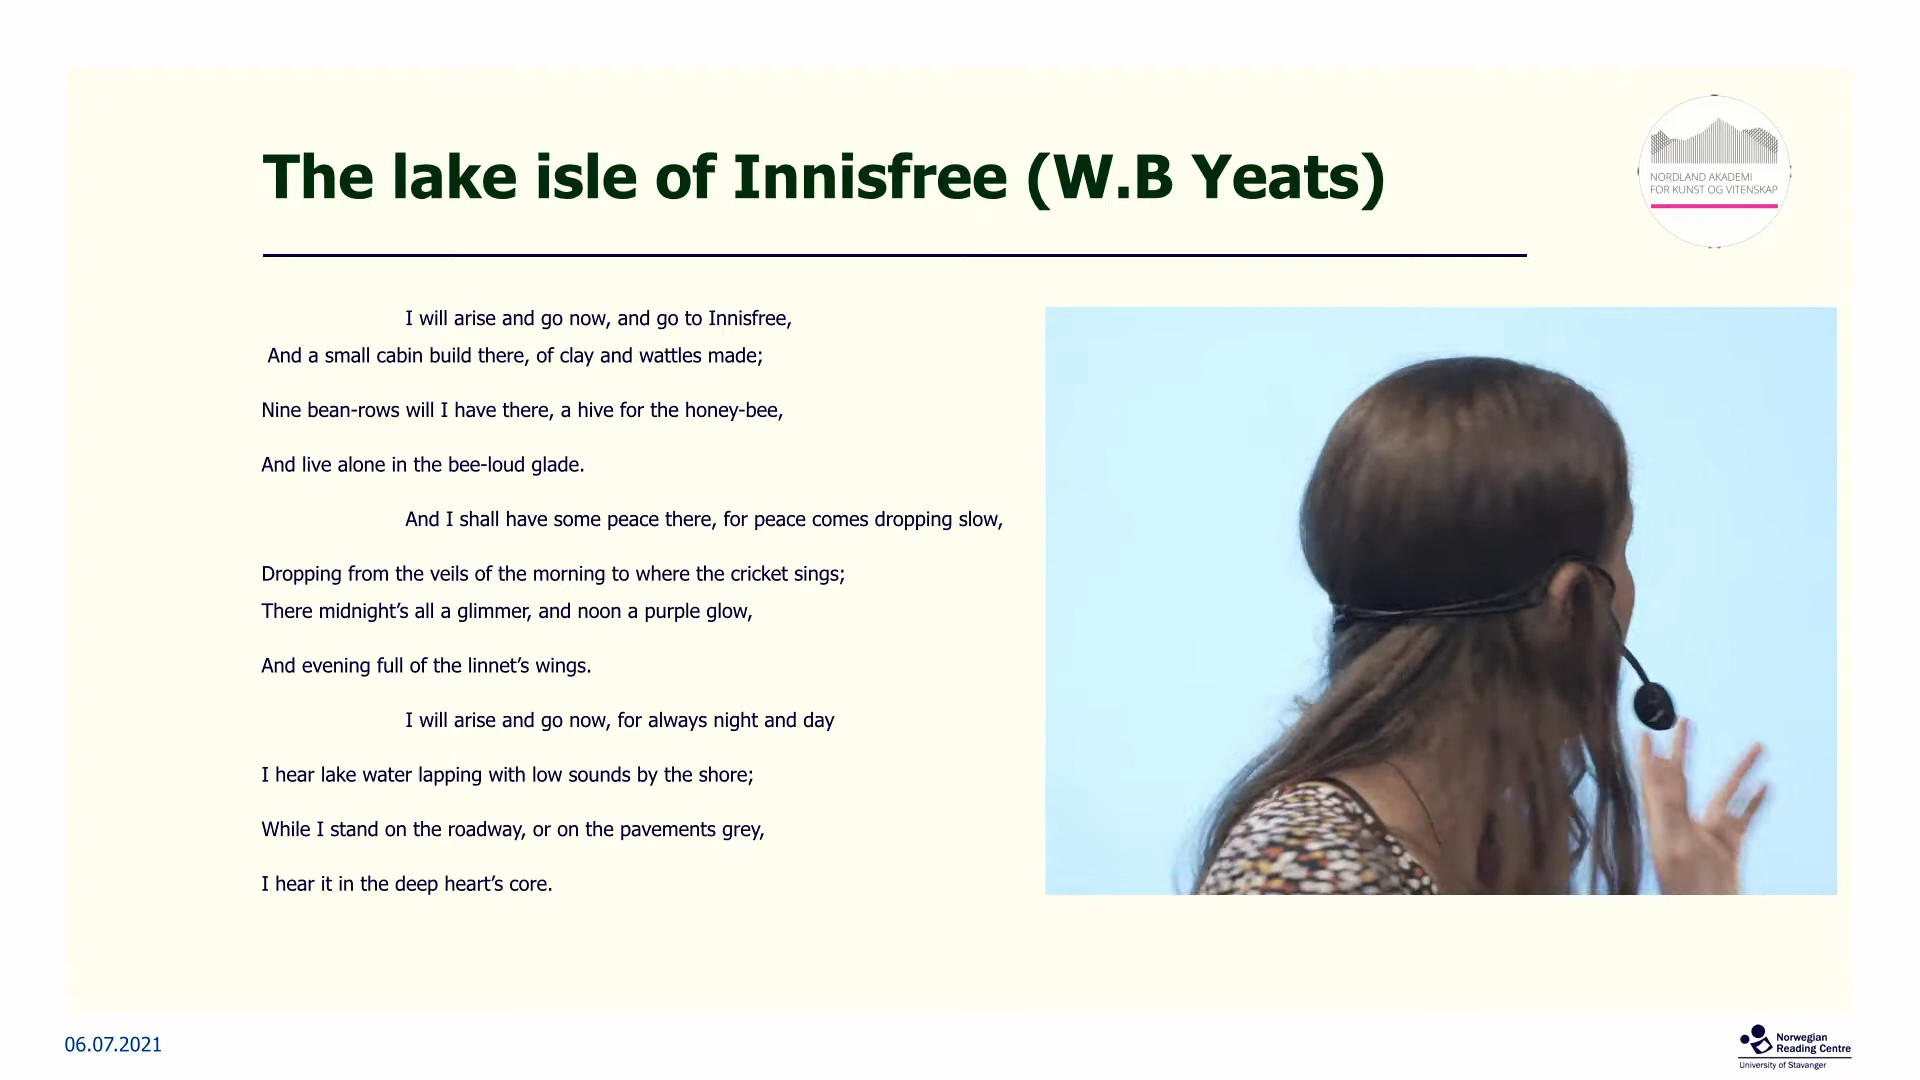 The lake isle of Innisfree (W.B Yeats)
NORDLAND AKADEMI
FOR KUNST OG VITENSKAP
I will arise and go now, and go to Innisfree,
And a small cabin build there, of clay and wattles made;
Nine bean-rows will I have there, a hive for the honey-bee,
And live alone in the bee-loud glade.
And I shall have some peace there, for peace comes dropping slow,
Dropping from the veils of the morning to where the cricket sings;
There midnight’s all a glimmer, and noon a purple glow,
And evening full of the linnet’s wings.
I will arise and go now, for always night and day
I hear lake water lapping with low sounds by the shore;
While I stand on the roadway, or on the pavements grey,
I hear it in the deep heart’s core.
06.07.2021
Norwegian
Reading Centre
University of Stavanger